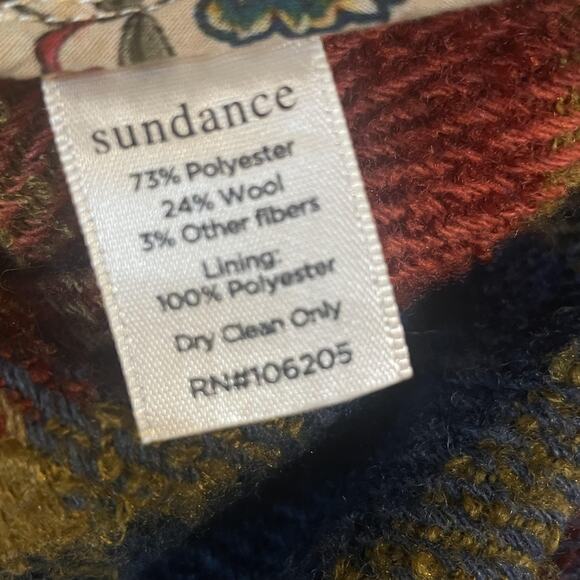 sundance
73% Polyester
24% Wool
3% Other fibers
Lining:
100% Polyester
Dry Clean Only
RN#106205